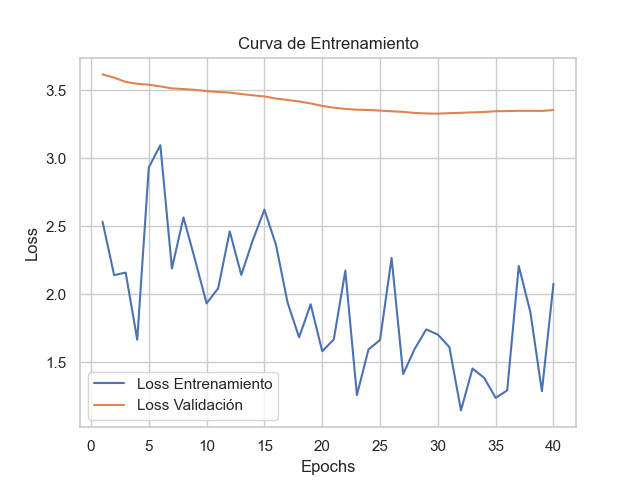 Curva de Entrenamiento
Loss
3.5
3.0
2.5
2.0
1.5
Loss Entrenamiento
Loss Validación
0 5 10 15 20 25 30 35 40
Epochs